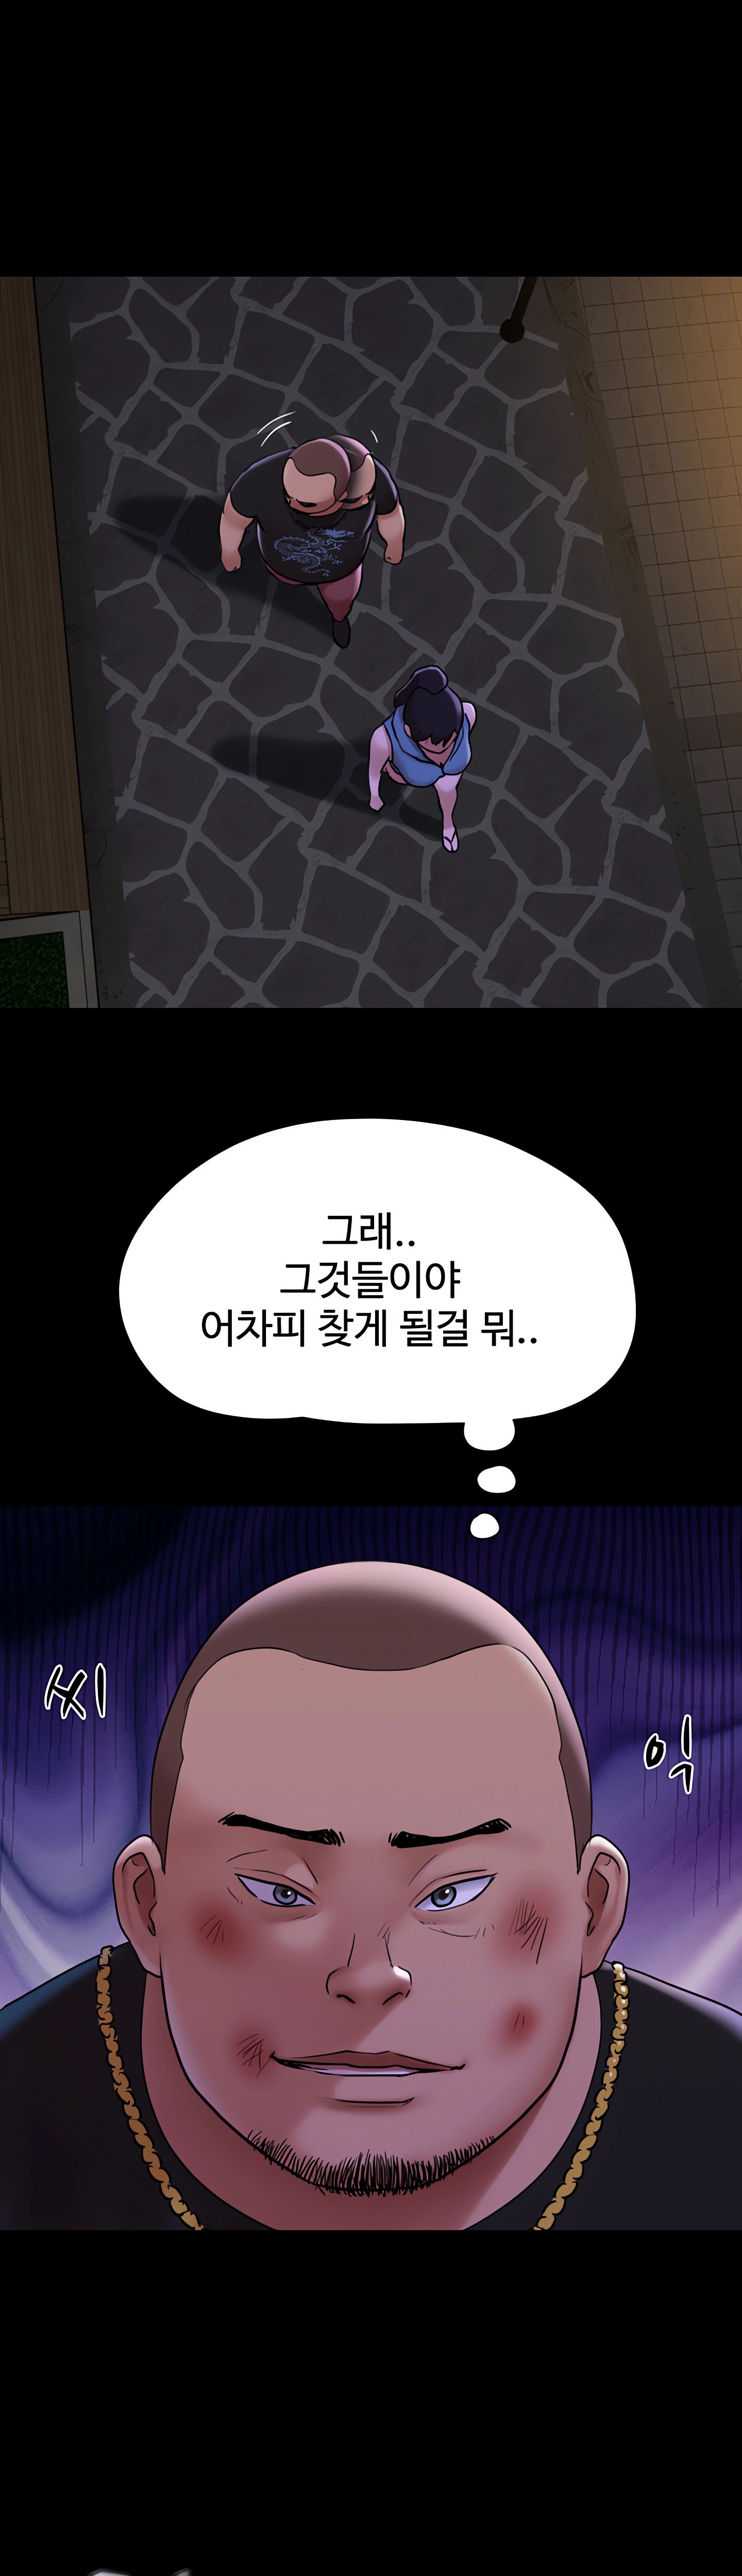 그래..
그것들이야
어차피 찾게 될걸 뭐..
씨
익